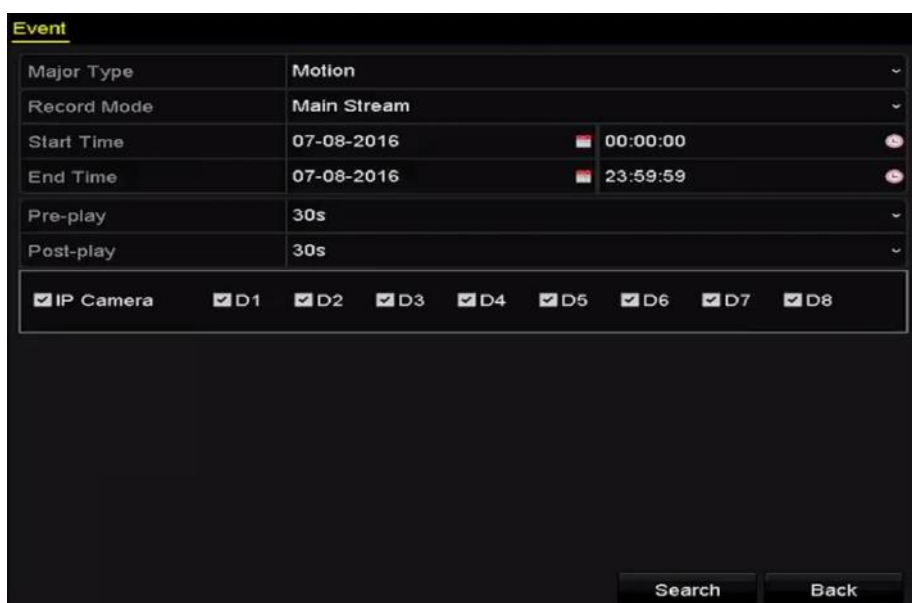 Event
Major Type Motion
Record Mode Main Stream
Start Time 07-08-2016 00:00:00
End Time 07-08-2016 23:59:59
Pre-play 30s
Post-play 30s
IP Camera D1 D2 D3 D4 D5 D6 D7 D8
Search Back